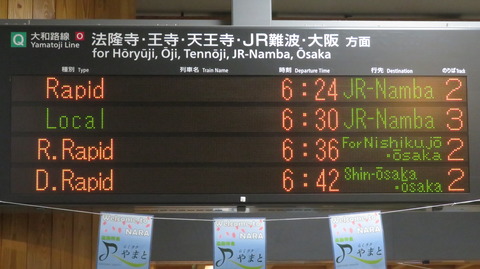 Q 大和路線 O 法隆寺・王寺・天王寺・JR難波・大阪 方面
Yamatoji Line for Hōryūji, Ōji, Tennōji, JR-Namba, Ōsaka
種別 Type 列車名 Train Name 時刻 Departure Time 行先 Destination のりば Track
Rapid 6:24 JR-Namba 2
Local 6:30 JR-Namba 3
R.Rapid 6:36 For Nishikujō・ōsaka 2
D.Rapid 6:42 Shin-ōsaka・ōsaka 2
NARA NARA NARA
やまと やまと やまと